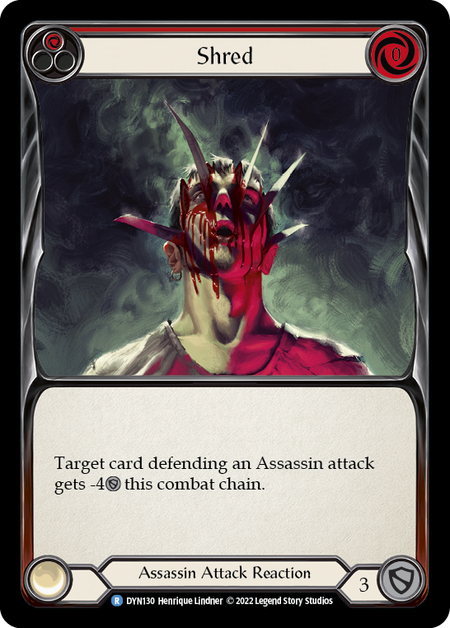 0
Shred
Target card defending an Assassin attack
gets -4 this combat chain.
Assassin Attack Reaction
3
R DYN130 Henrique Lindner © 2022 Legend Story Studios